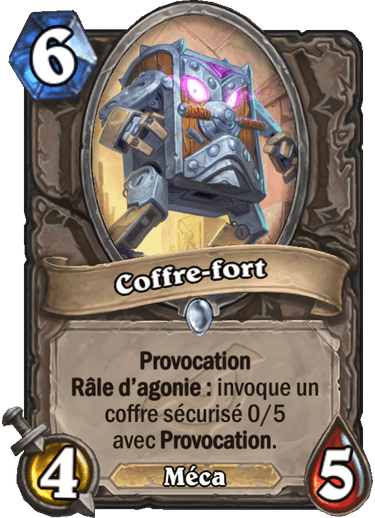 6
Coffre-fort
Provocation
Râle d’agonie : invoque un
coffre sécurisé 0/5
avec Provocation.
4
Méca
5